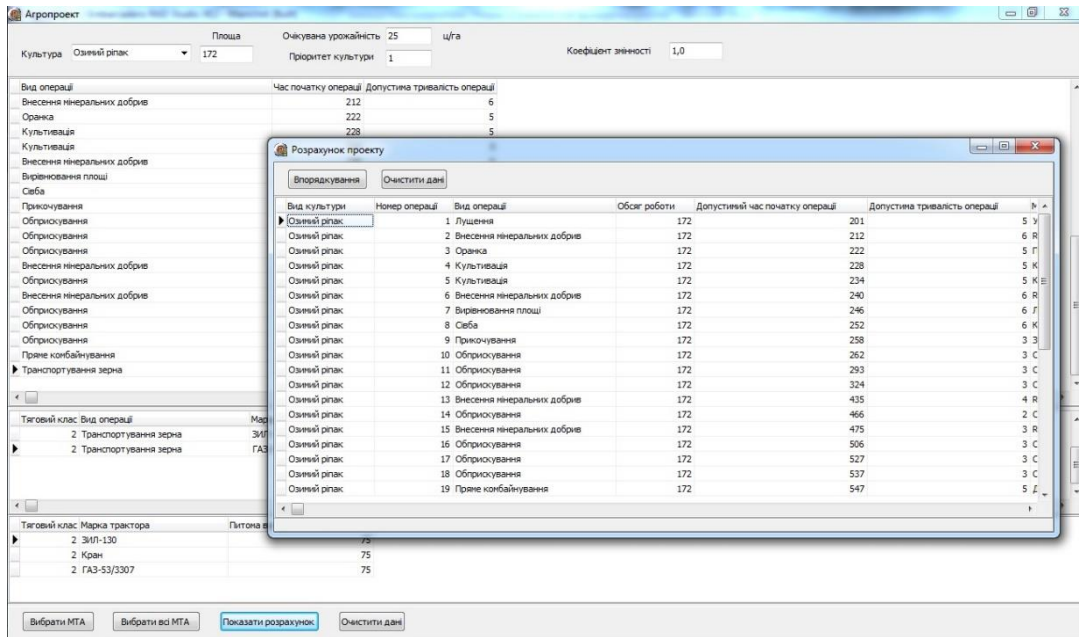 Агропроект
Площа Очікувана урожайність 25 ц/га
Культура Озимий ріпак 172 Пріоритет культури 1 Коефіцієнт змінності 1,0
Вид операції Час початку операції Допустима тривалість операції
Внесення мінеральних добрив 212 6
Оранка 222 5
Культивація 228 5
Культивація
Внесення мінеральних добрив
Вирівнювання площі
Сівба
Прикочування
Обприскування
Обприскування
Обприскування
Внесення мінеральних добрив
Обприскування
Внесення мінеральних добрив
Обприскування
Обприскування
Обприскування
Пряме комбайнування
Транспортування зерна
Тяговий клас Вид операції
2 Транспортування зерна ЗИЛ
2 Транспортування зерна ГАЗ
Тяговий клас Марка трактора
2 ЗИЛ-130 75
2 Кран 75
2 ГАЗ-53/3307 75
Вибрати МТА Вибрати всі МТА Показати розрахунок Очистити дані
Розрахунок проекту
Впорядкування Очистити дані
Вид культури Номер операції Вид операції Обсяг роботи Допустимий час початку операції Допустима тривалість операції
Озимий ріпак 1 Лущення 172 201 5 У
Озимий ріпак 2 Внесення мінеральних добрив 172 212 6 R
Озимий ріпак 3 Оранка 172 222 5 П
Озимий ріпак 4 Культивація 172 228 5 К
Озимий ріпак 5 Культивація 172 234 5 К
Озимий ріпак 6 Внесення мінеральних добрив 172 240 6 R
Озимий ріпак 7 Вирівнювання площі 172 246 6 Л
Озимий ріпак 8 Сівба 172 252 6 К
Озимий ріпак 9 Прикочування 172 258 3 З
Озимий ріпак 10 Обприскування 172 262 3 О
Озимий ріпак 11 Обприскування 172 293 3 О
Озимий ріпак 12 Обприскування 172 324 3 О
Озимий ріпак 13 Внесення мінеральних добрив 172 435 4 R
Озимий ріпак 14 Обприскування 172 466 2 О
Озимий ріпак 15 Внесення мінеральних добрив 172 475 3 R
Озимий ріпак 16 Обприскування 172 506 3 О
Озимий ріпак 17 Обприскування 172 527 3 О
Озимий ріпак 18 Обприскування 172 537 3 О
Озимий ріпак 19 Пряме комбайнування 172 547 5 Д